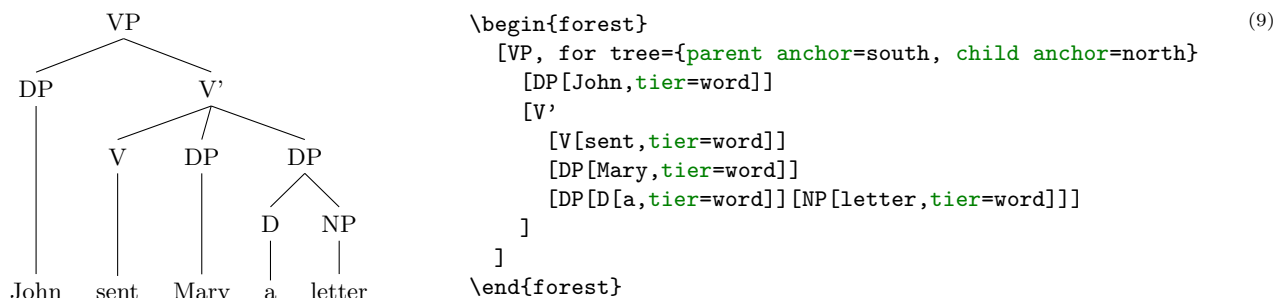 VP
DP V'
V DP DP
D NP
John sent Mary a letter
\begin{forest}
[VP, for tree={parent anchor=south, child anchor=north}
[DP[John,tier=word]]
[V'
[V[sent,tier=word]]
[DP[Mary,tier=word]]
[DP[D[a,tier=word]][NP[letter,tier=word]]]
]
]
\end{forest}
(9)